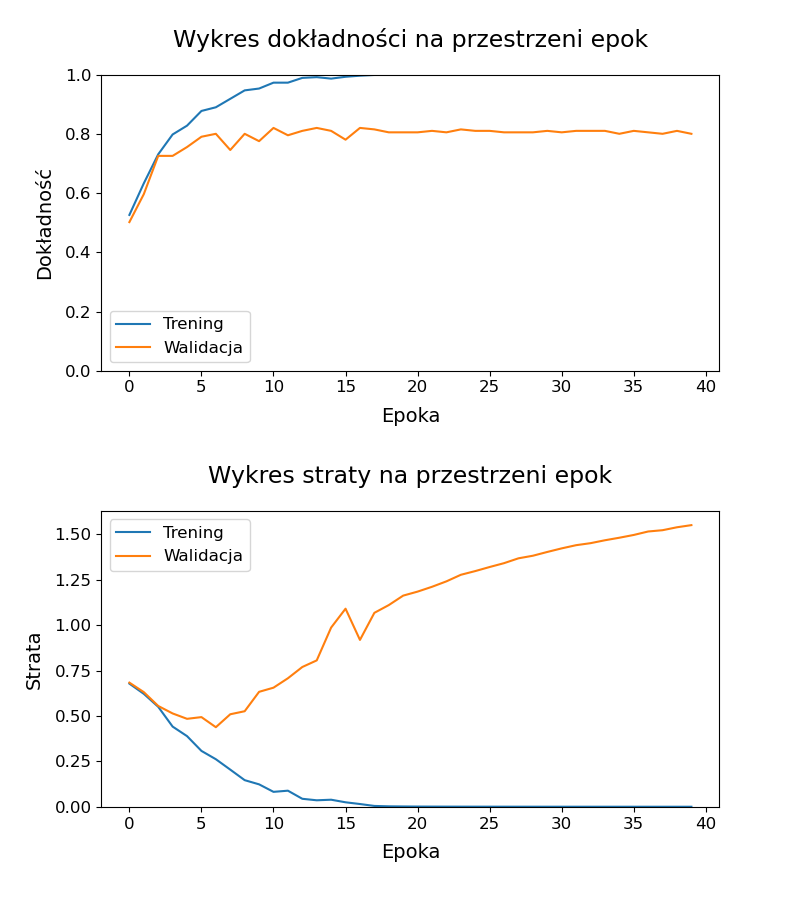 Wykres dokładności na przestrzeni epok
1.0
0.8
0.6
0.4
0.2
0.0
Dokładność
Trening
Walidacja
0 5 10 15 20 25 30 35 40
Epoka
Wykres straty na przestrzeni epok
1.50
1.25
1.00
0.75
0.50
0.25
0.00
Strata
Trening
Walidacja
0 5 10 15 20 25 30 35 40
Epoka